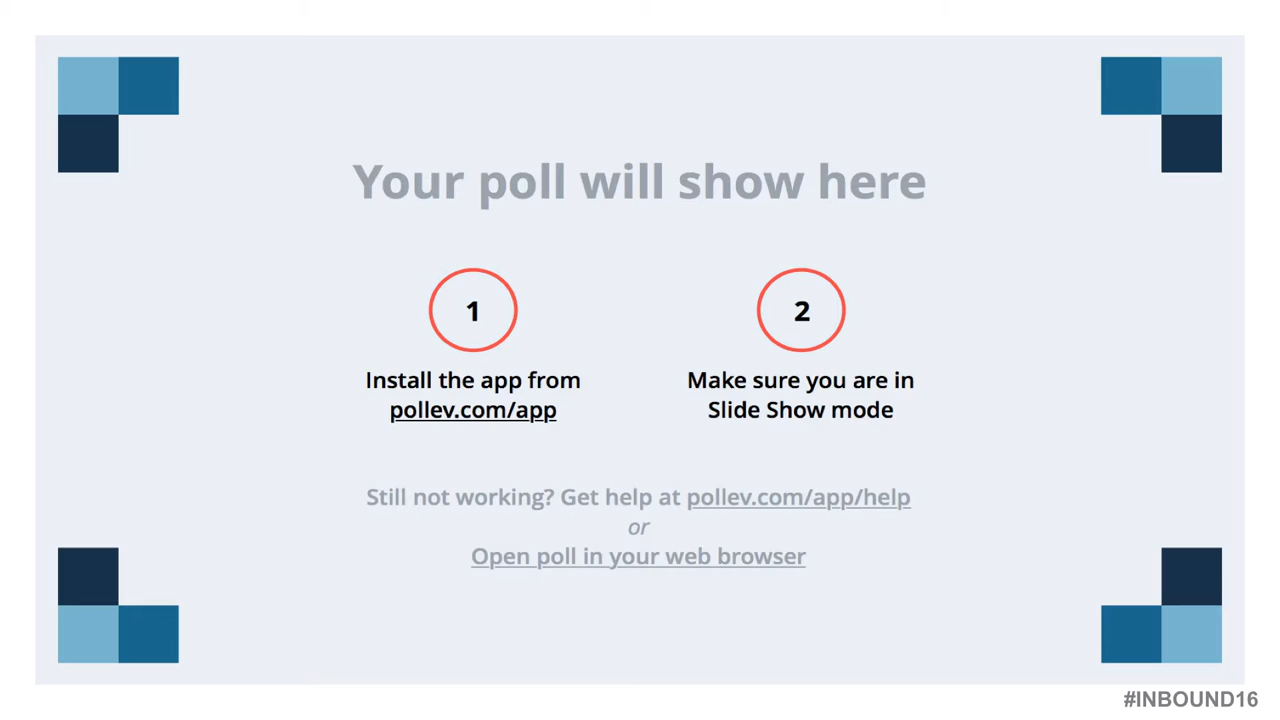 Your poll will show here
1
Install the app from
pollev.com/app
2
Make sure you are in
Slide Show mode
Still not working? Get help at pollev.com/app/help
or
Open poll in your web browser
#INBOUND16